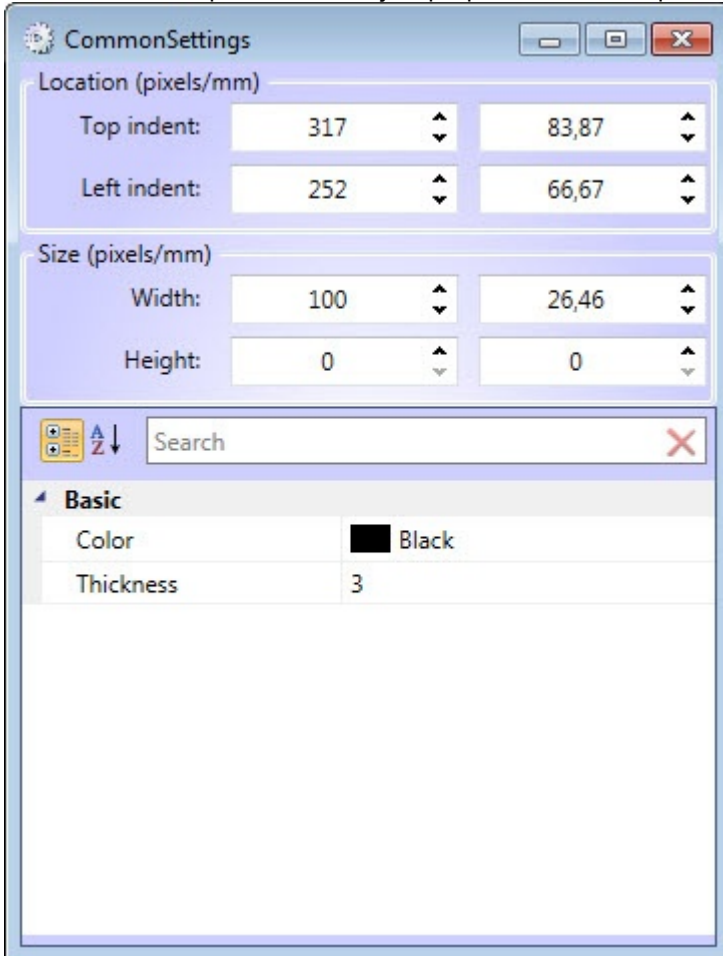 CommonSettings
Location (pixels/mm)
Top indent: 317 83,87
Left indent: 252 66,67
Size (pixels/mm)
Width: 100 26,46
Height: 0 0
Search
Basic
Color Black
Thickness 3